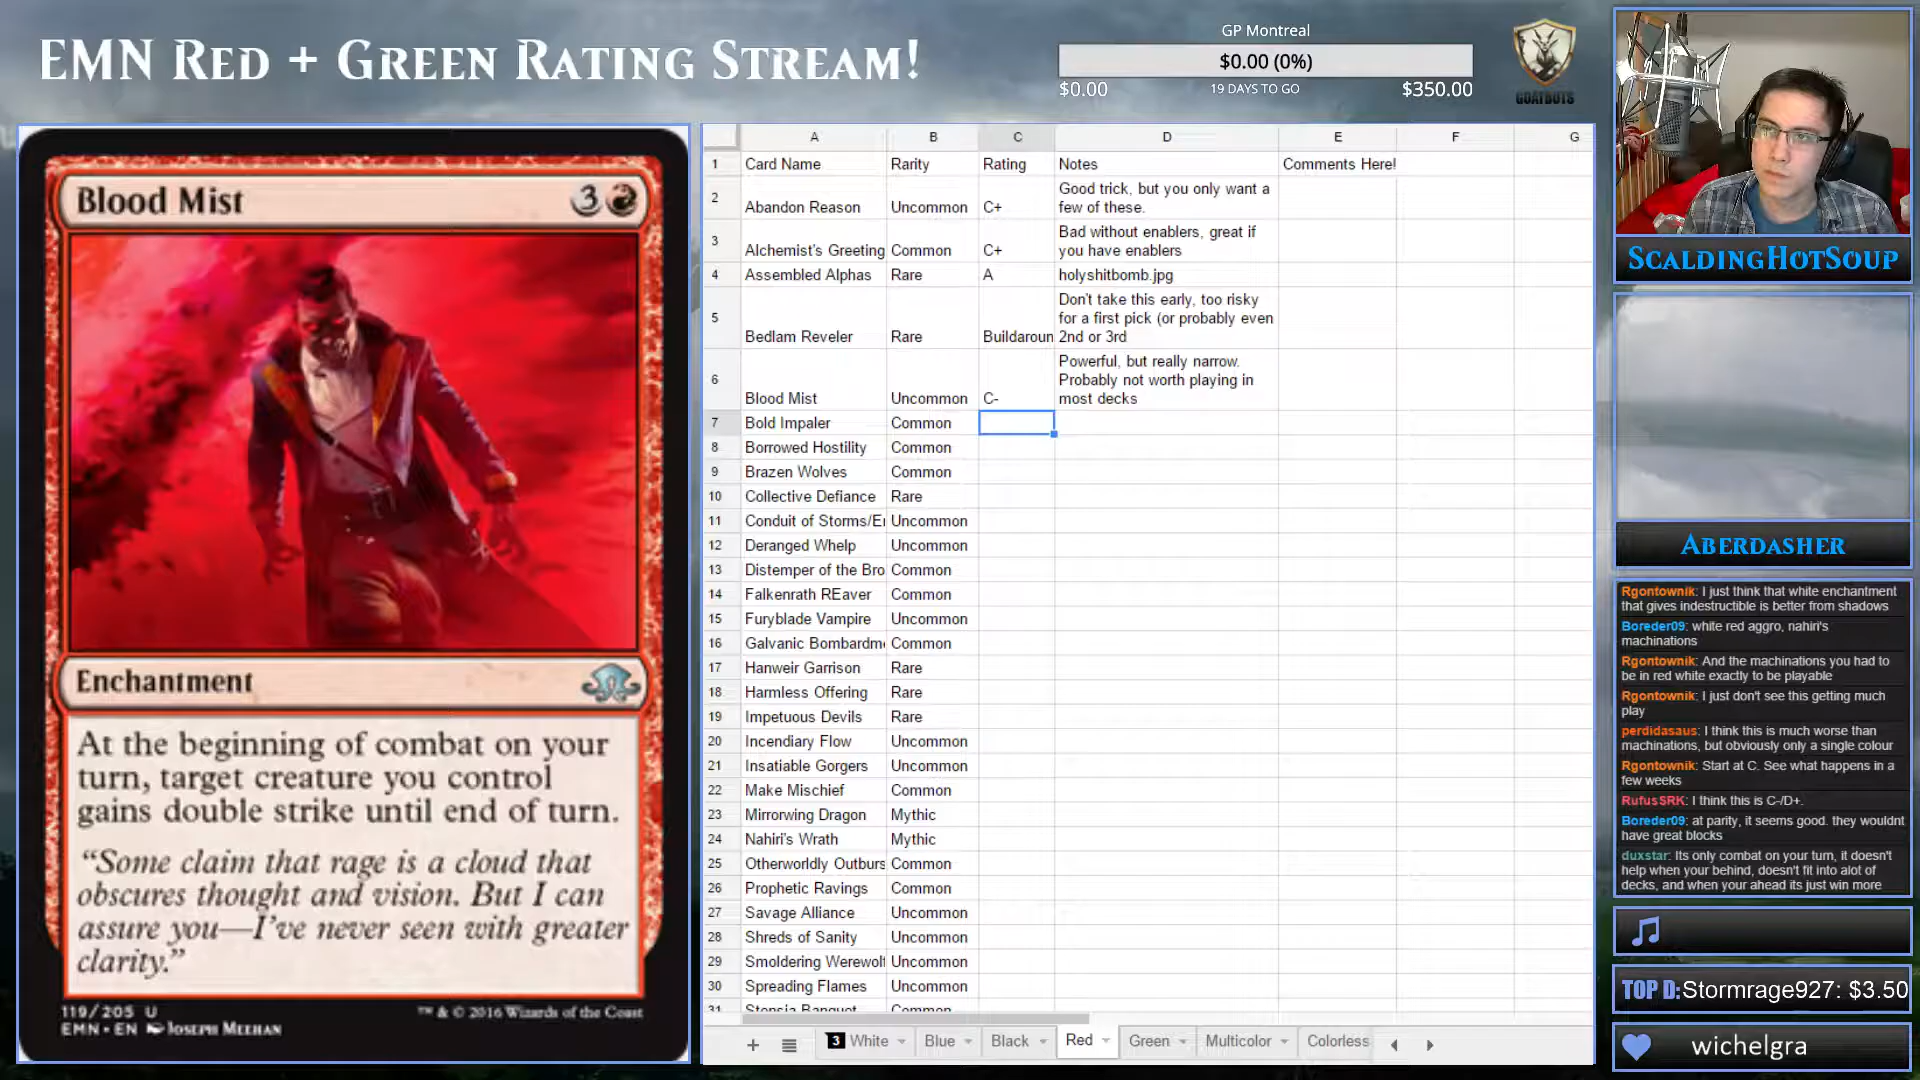 EMN Red + Green Rating Stream!
GP Montreal
$0.00 (0%)
$0.00 19 DAYS TO GO $350.00
GOATBOTS
Blood Mist 3
Enchantment
At the beginning of combat on your
turn, target creature you control
gains double strike until end of turn.
“Some claim that rage is a cloud that
obscures thought and vision. But I can
assure you—I’ve never seen with greater
clarity.”
119/205 U
EMN • EN Joseph Meehan
™ & © 2016 Wizards of the Coast
A B C D E F G
1 Card Name Rarity Rating Notes Comments Here!
2 Abandon Reason Uncommon C+ Good trick, but you only want a
few of these.
3 Alchemist's Greeting Common C+ Bad without enablers, great if
you have enablers
4 Assembled Alphas Rare A holyshitbomb.jpg
5 Bedlam Reveler Rare Buildaroun Don't take this early, too risky
for a first pick (or probably even
2nd or 3rd
6 Blood Mist Uncommon C- Powerful, but really narrow.
Probably not worth playing in
most decks
7 Bold Impaler Common
8 Borrowed Hostility Common
9 Brazen Wolves Common
10 Collective Defiance Rare
11 Conduit of Storms/E Uncommon
12 Deranged Whelp Uncommon
13 Distemper of the Bro Common
14 Falkenrath REaver Common
15 Furyblade Vampire Uncommon
16 Galvanic Bombardm Common
17 Hanweir Garrison Rare
18 Harmless Offering Rare
19 Impetuous Devils Rare
20 Incendiary Flow Uncommon
21 Insatiable Gorgers Uncommon
22 Make Mischief Common
23 Mirrorwing Dragon Mythic
24 Nahiri's Wrath Mythic
25 Otherworldly Outburs Common
26 Prophetic Ravings Common
27 Savage Alliance Uncommon
28 Shreds of Sanity Uncommon
29 Smoldering Werewolf Uncommon
30 Spreading Flames Uncommon
31 Stensia Banquet Common
+ 3 White Blue Black Red Green Multicolor Colorless
ScaldingHotSoup
Aberdasher
Rgontownik: I just think that white enchantment
that gives indestructible is better from shadows
Boreder09: white red aggro, nahiri's
machinations
Rgontownik: And the machinations you had to
be in red white exactly to be playable
Rgontownik: I just don't see this getting much
play
perdidasaus: I think this is much worse than
machinations, but obviously only a single colour
Rgontownik: Start at C. See what happens in a
few weeks
RufusSRK: I think this is C-/D+.
Boreder09: at parity, it seems good. they wouldnt
have great blocks
duxstar: Its only combat on your turn, it doesn't
help when your behind, doesn't fit into alot of
decks, and when your ahead its just win more
TOP D:Stormrage927: $3.50
wichelgra